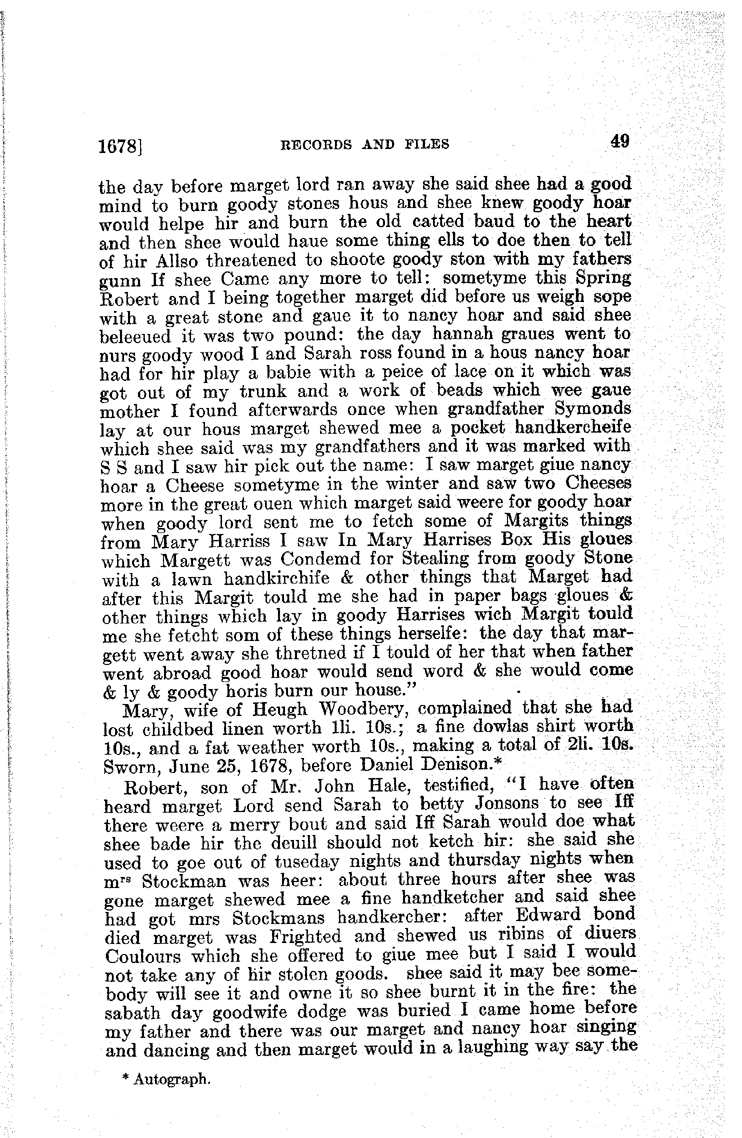 1678] RECORDS AND FILES 49
the day before marget lord ran away she said shee had a good
mind to burn goody stones hous and shee knew goody hoar
would helpe hir and burn the old catted baud to the heart
and then shee would haue some thing ells to doe then to tell
of hir Allso threatened to shoote goody ston with my fathers
gunn If shee Came any more to tell: sometyme this Spring
Robert and I being together marget did before us weigh sope
with a great stone and gaue it to nancy hoar and said shee
beleeued it was two pound: the day hannah graues went to
nurs goody wood I and Sarah ross found in a hous nancy hoar
had for hir play a babie with a peice of lace on it which was
got out of my trunk and a work of beads which wee gaue
mother I found afterwards once when grandfather Symonds
lay at our hous marget shewed mee a pocket handkercheife
which shee said was my grandfathers and it was marked with
S S and I saw hir pick out the name: I saw marget giue nancy
hoar a Cheese sometyme in the winter and saw two Cheeses
more in the great ouen which marget said weere for goody hoar
when goody lord sent me to fetch some of Margits things
from Mary Harriss I saw In Mary Harrises Box His gloues
which Margett was Condemd for Stealing from goody Stone
with a lawn handkirchife & other things that Marget had
after this Margit tould me she had in paper bags gloues &
other things which lay in goody Harrises wich Margit tould
me she fetcht som of these things herselfe: the day that mar-
gett went away she thretned if I tould of her that when father
went abroad good hoar would send word & she would come
& ly & goody horis burn our house."
Mary, wife of Heugh Woodbery, complained that she had
lost childbed linen worth 1li. 10s.; a fine dowlas shirt worth
10s., and a fat weather worth 10s., making a total of 2li. 10s.
Sworn, June 25, 1678, before Daniel Denison.*
Robert, son of Mr. John Hale, testified, "I have often
heard marget Lord send Sarah to betty Jonsons to see Iff
there weere a merry bout and said Iff Sarah would doe what
shee bade hir the deuill should not ketch hir: she said she
used to goe out of tuseday nights and thursday nights when
mrs Stockman was heer: about three hours after shee was
gone marget shewed mee a fine handketcher and said shee
had got mrs Stockmans handkercher: after Edward bond
died marget was Frighted and shewed us ribins of diuers
Coulours which she offered to giue mee but I said I would
not take any of hir stolen goods. shee said it may bee some-
body will see it and owne it so shee burnt it in the fire: the
sabath day goodwife dodge was buried I came home before
my father and there was our marget and nancy hoar singing
and dancing and then marget would in a laughing way say the
* Autograph.